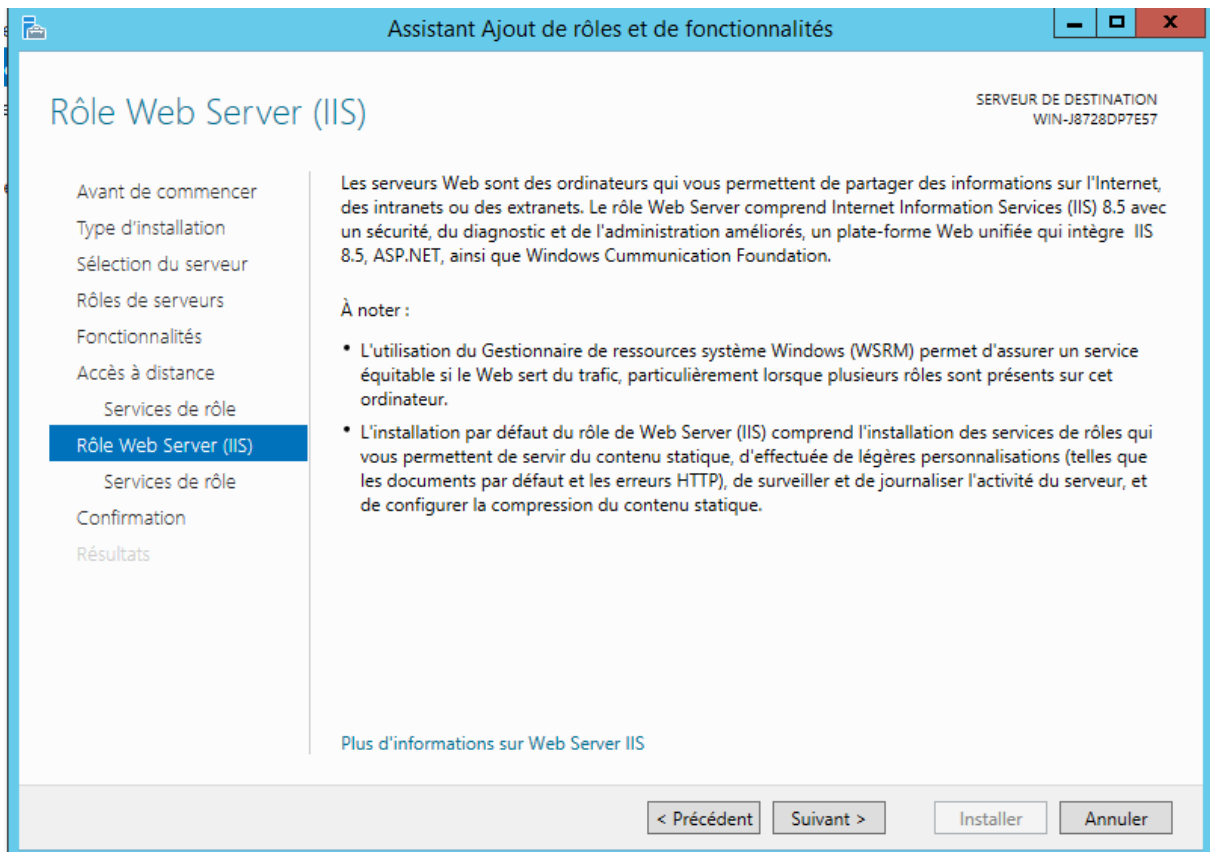 Assistant Ajout de rôles et de fonctionnalités
Rôle Web Server (IIS)
SERVEUR DE DESTINATION
WIN-J8728DP7E57
Avant de commencer
Type d'installation
Sélection du serveur
Rôles de serveurs
Fonctionnalités
Accès à distance
Services de rôle
Rôle Web Server (IIS)
Services de rôle
Confirmation
Résultats
Les serveurs Web sont des ordinateurs qui vous permettent de partager des informations sur l'Internet,
des intranets ou des extranets. Le rôle Web Server comprend Internet Information Services (IIS) 8.5 avec
un sécurité, du diagnostic et de l'administration améliorés, un plate-forme Web unifiée qui intègre IIS
8.5, ASP.NET, ainsi que Windows Cummunication Foundation.
À noter :
• L'utilisation du Gestionnaire de ressources système Windows (WSRM) permet d'assurer un service
équitable si le Web sert du trafic, particulièrement lorsque plusieurs rôles sont présents sur cet
ordinateur.
• L'installation par défaut du rôle de Web Server (IIS) comprend l'installation des services de rôles qui
vous permettent de servir du contenu statique, d'effectuée de légères personnalisations (telles que
les documents par défaut et les erreurs HTTP), de surveiller et de journaliser l'activité du serveur, et
de configurer la compression du contenu statique.
Plus d'informations sur Web Server IIS
< Précédent
Suivant >
Installer
Annuler